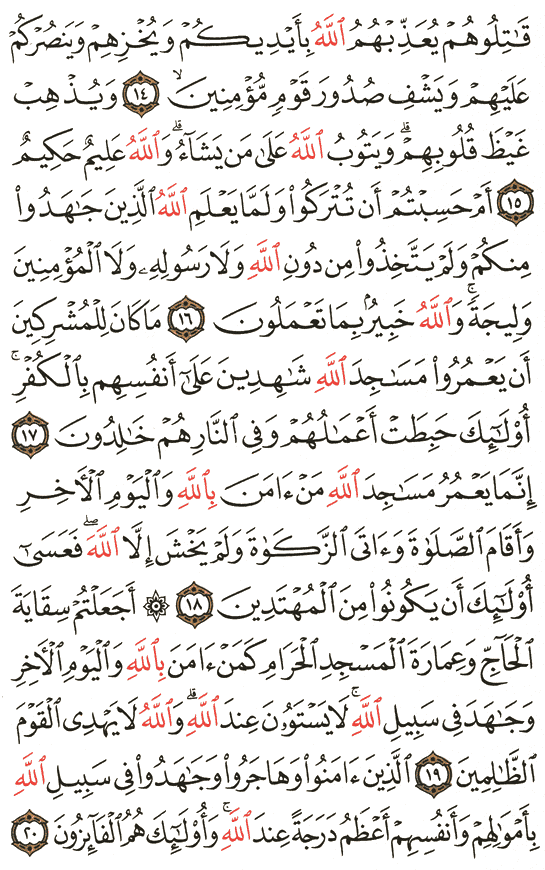 قَٰتِلُوهُمْ يُعَذِّبْهُمُ ٱللَّهُ بِأَيْدِيكُمْ وَيُخْزِهِمْ وَيَنصُرْكُمْ
عَلَيْهِمْ وَيَشْفِ صُدُورَ قَوْمٍ مُّؤْمِنِينَ ۙ ١٤ وَيُذْهِبْ
غَيْظَ قُلُوبِهِمْ ۗ وَيَتُوبُ ٱللَّهُ عَلَىٰ مَن يَشَآءُ ۗ وَٱللَّهُ عَلِيمٌ حَكِيمٌ
١٥ أَمْ حَسِبْتُمْ أَن تُتْرَكُوا۟ وَلَمَّا يَعْلَمِ ٱللَّهُ ٱلَّذِينَ جَٰهَدُوا۟
مِنكُمْ وَلَمْ يَتَّخِذُوا۟ مِن دُونِ ٱللَّهِ وَلَا رَسُولِهِۦ وَلَا ٱلْمُؤْمِنِينَ
وَلِيجَةً ۚ وَٱللَّهُ خَبِيرٌۢ بِمَا تَعْمَلُونَ ١٦ مَا كَانَ لِلْمُشْرِكِينَ
أَن يَعْمُرُوا۟ مَسَٰجِدَ ٱللَّهِ شَٰهِدِينَ عَلَىٰٓ أَنفُسِهِم بِٱلْكُفْرِ ۚ
أُو۟لَٰٓئِكَ حَبِطَتْ أَعْمَٰلُهُمْ وَفِى ٱلنَّارِ هُمْ خَٰلِدُونَ ١٧
إِنَّمَا يَعْمُرُ مَسَٰجِدَ ٱللَّهِ مَنْ ءَامَنَ بِٱللَّهِ وَٱلْيَوْمِ ٱلْءَاخِرِ
وَأَقَامَ ٱلصَّلَوٰةَ وَءَاتَى ٱلزَّكَوٰةَ وَلَمْ يَخْشَ إِلَّا ٱللَّهَ ۖ فَعَسَىٰٓ
أُو۟لَٰٓئِكَ أَن يَكُونُوا۟ مِنَ ٱلْمُهْتَدِينَ ١٨ ۞ أَجَعَلْتُمْ سِقَايَةَ
ٱلْحَآجِّ وَعِمَارَةَ ٱلْمَسْجِدِ ٱلْحَرَامِ كَمَنْ ءَامَنَ بِٱللَّهِ وَٱلْيَوْمِ ٱلْءَاخِرِ
وَجَٰهَدَ فِى سَبِيلِ ٱللَّهِ ۚ لَا يَسْتَوُۥنَ عِندَ ٱللَّهِ ۗ وَٱللَّهُ لَا يَهْدِى ٱلْقَوْمَ
ٱلظَّٰلِمِينَ ١٩ ٱلَّذِينَ ءَامَنُوا۟ وَهَاجَرُوا۟ وَجَٰهَدُوا۟ فِى سَبِيلِ ٱللَّهِ
بِأَمْوَٰلِهِمْ وَأَنفُسِهِمْ أَعْظَمُ دَرَجَةً عِندَ ٱللَّهِ ۚ وَأُو۟لَٰٓئِكَ هُمُ ٱلْفَآئِزُونَ ٢٠